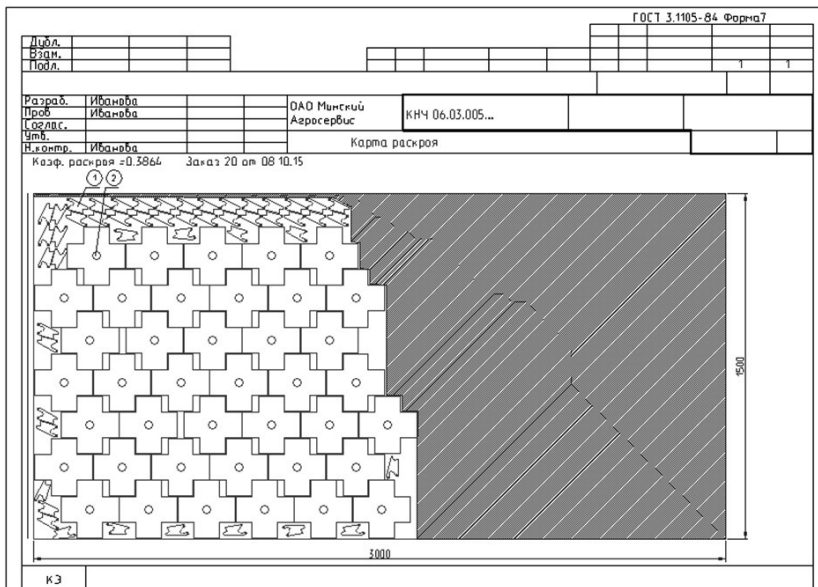 ГОСТ 3.1105-84 Форма7
Дубл.
Взам.
Подл.
1 1
Разраб. Иванова
Пров Иванова
Соглас.
Утв.
Н.контр. Иванова
ОАО Минский
Агросервис
КНЧ 06.03.005...
Карта раскроя
Коэф. раскроя =0.3864 Заказ 20 от 08 10.15
1 2
1500
3000
КЭ